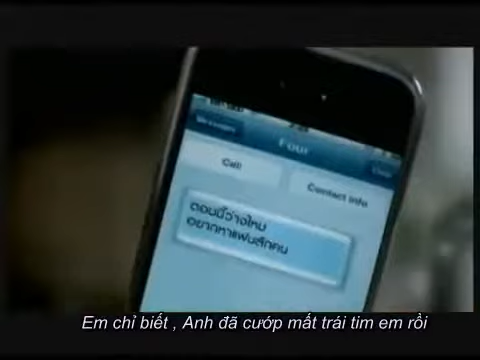 Messages
Four
Clear
Call
Contact Info
ตอนนี้ว่างไหม
อยากหาแฟนสักคน
Em chỉ biết , Anh đã cướp mất trái tim em rồi